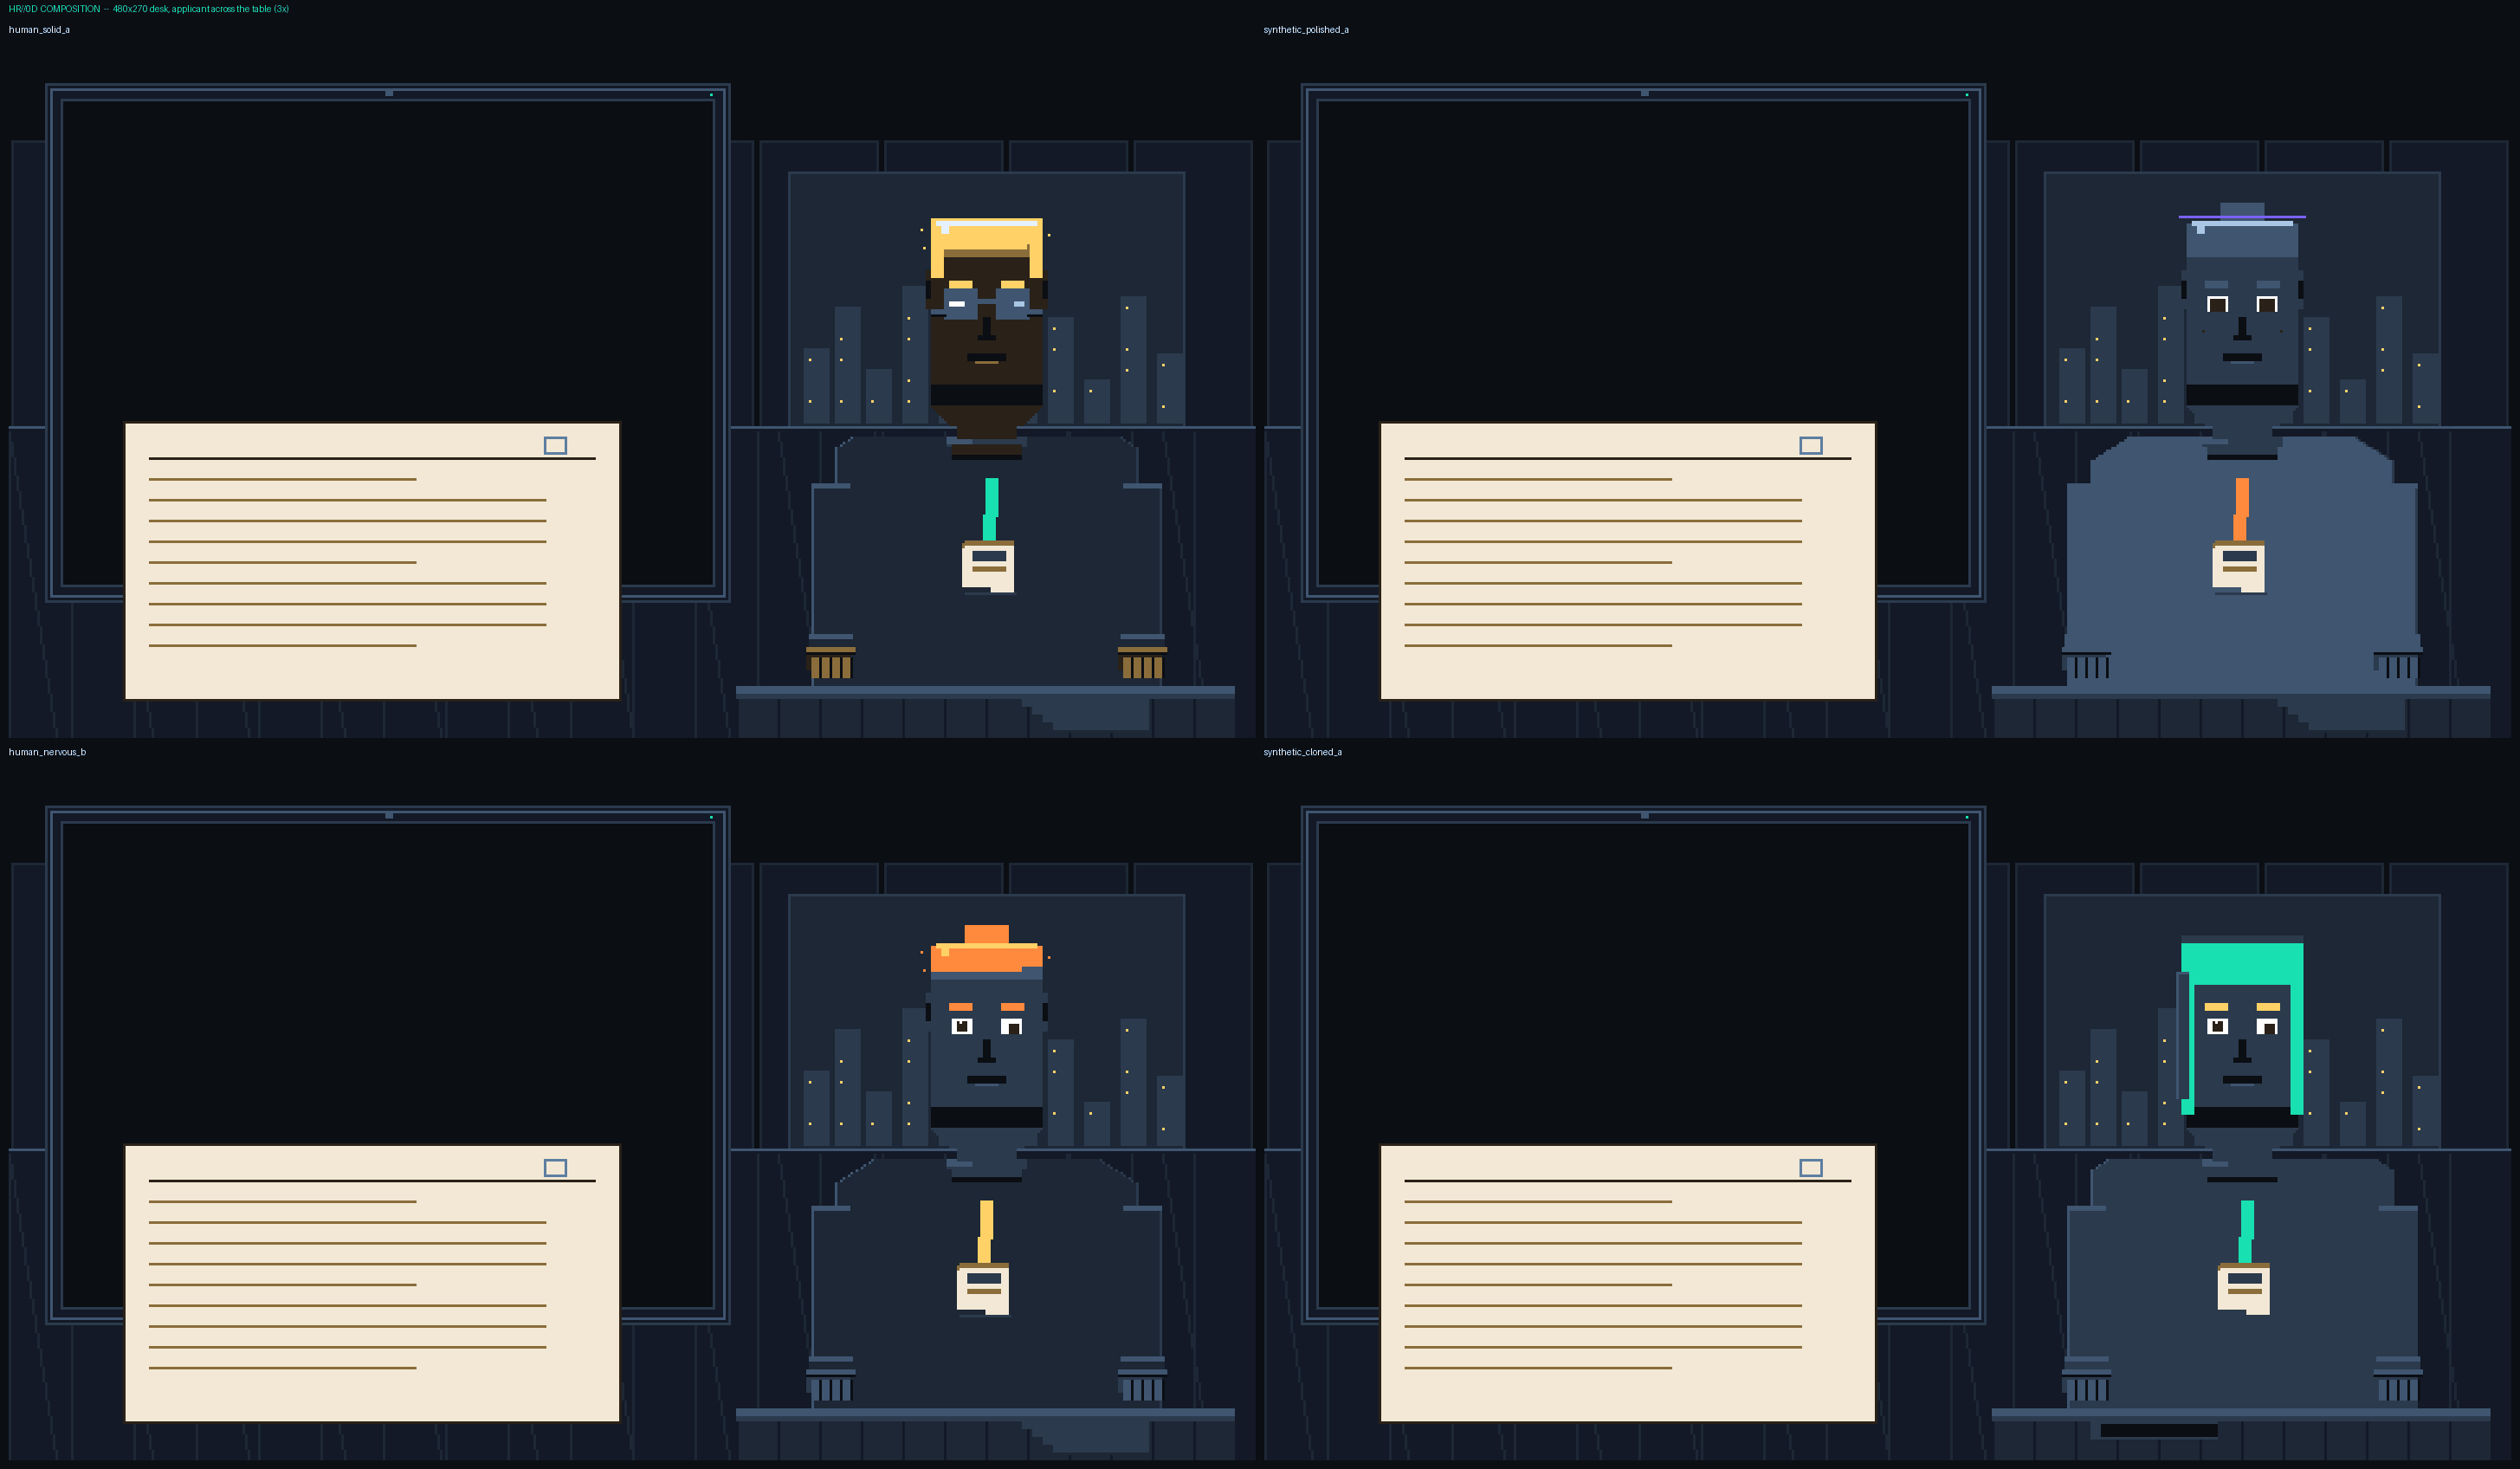 HR//0D COMPOSITION -- 480x270 desk, applicant across the table (3x)
human_solid_a
synthetic_polished_a
human_nervous_b
synthetic_cloned_a